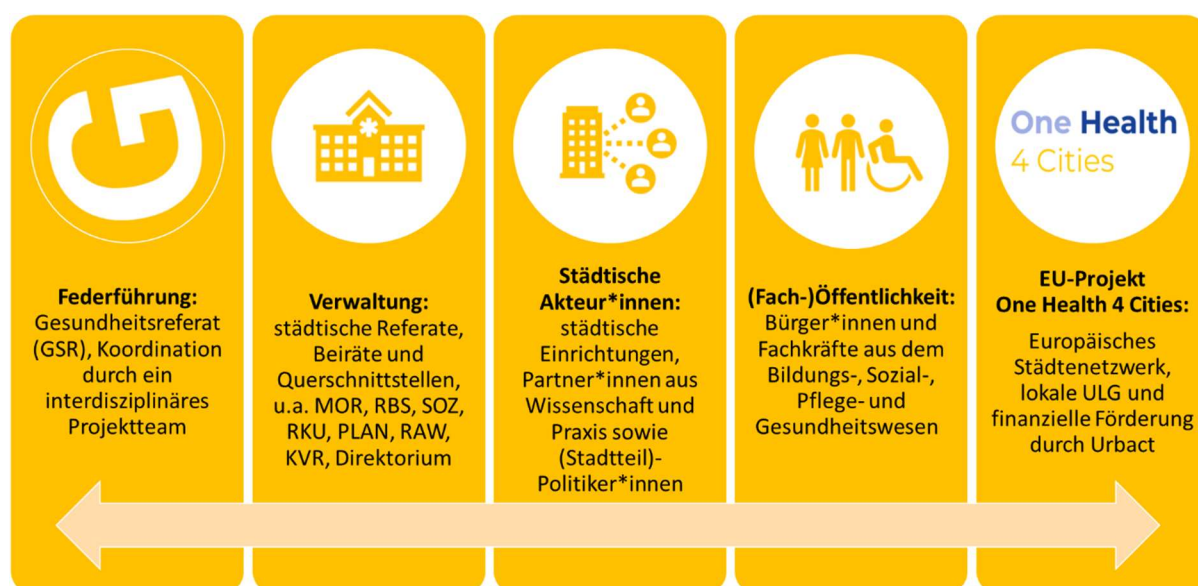 G
Federführung:
Gesundheitsreferat
(GSR), Koordination
durch ein
interdisziplinäres
Projektteam
Verwaltung:
städtische Referate,
Beiräte und
Querschnittstellen,
u.a. MOR, RBS, SOZ,
RKU, PLAN, RAW,
KVR, Direktorium
Städtische
Akteur*innen:
städtische
Einrichtungen,
Partner*innen aus
Wissenschaft und
Praxis sowie
(Stadtteil)-
Politiker*innen
(Fach-)Öffentlichkeit:
Bürger*innen und
Fachkräfte aus dem
Bildungs-, Sozial-,
Pflege- und
Gesundheitswesen
One Health
4 Cities
EU-Projekt
One Health 4 Cities:
Europäisches
Städtenetzwerk,
lokale ULG und
finanzielle Förderung
durch Urbact